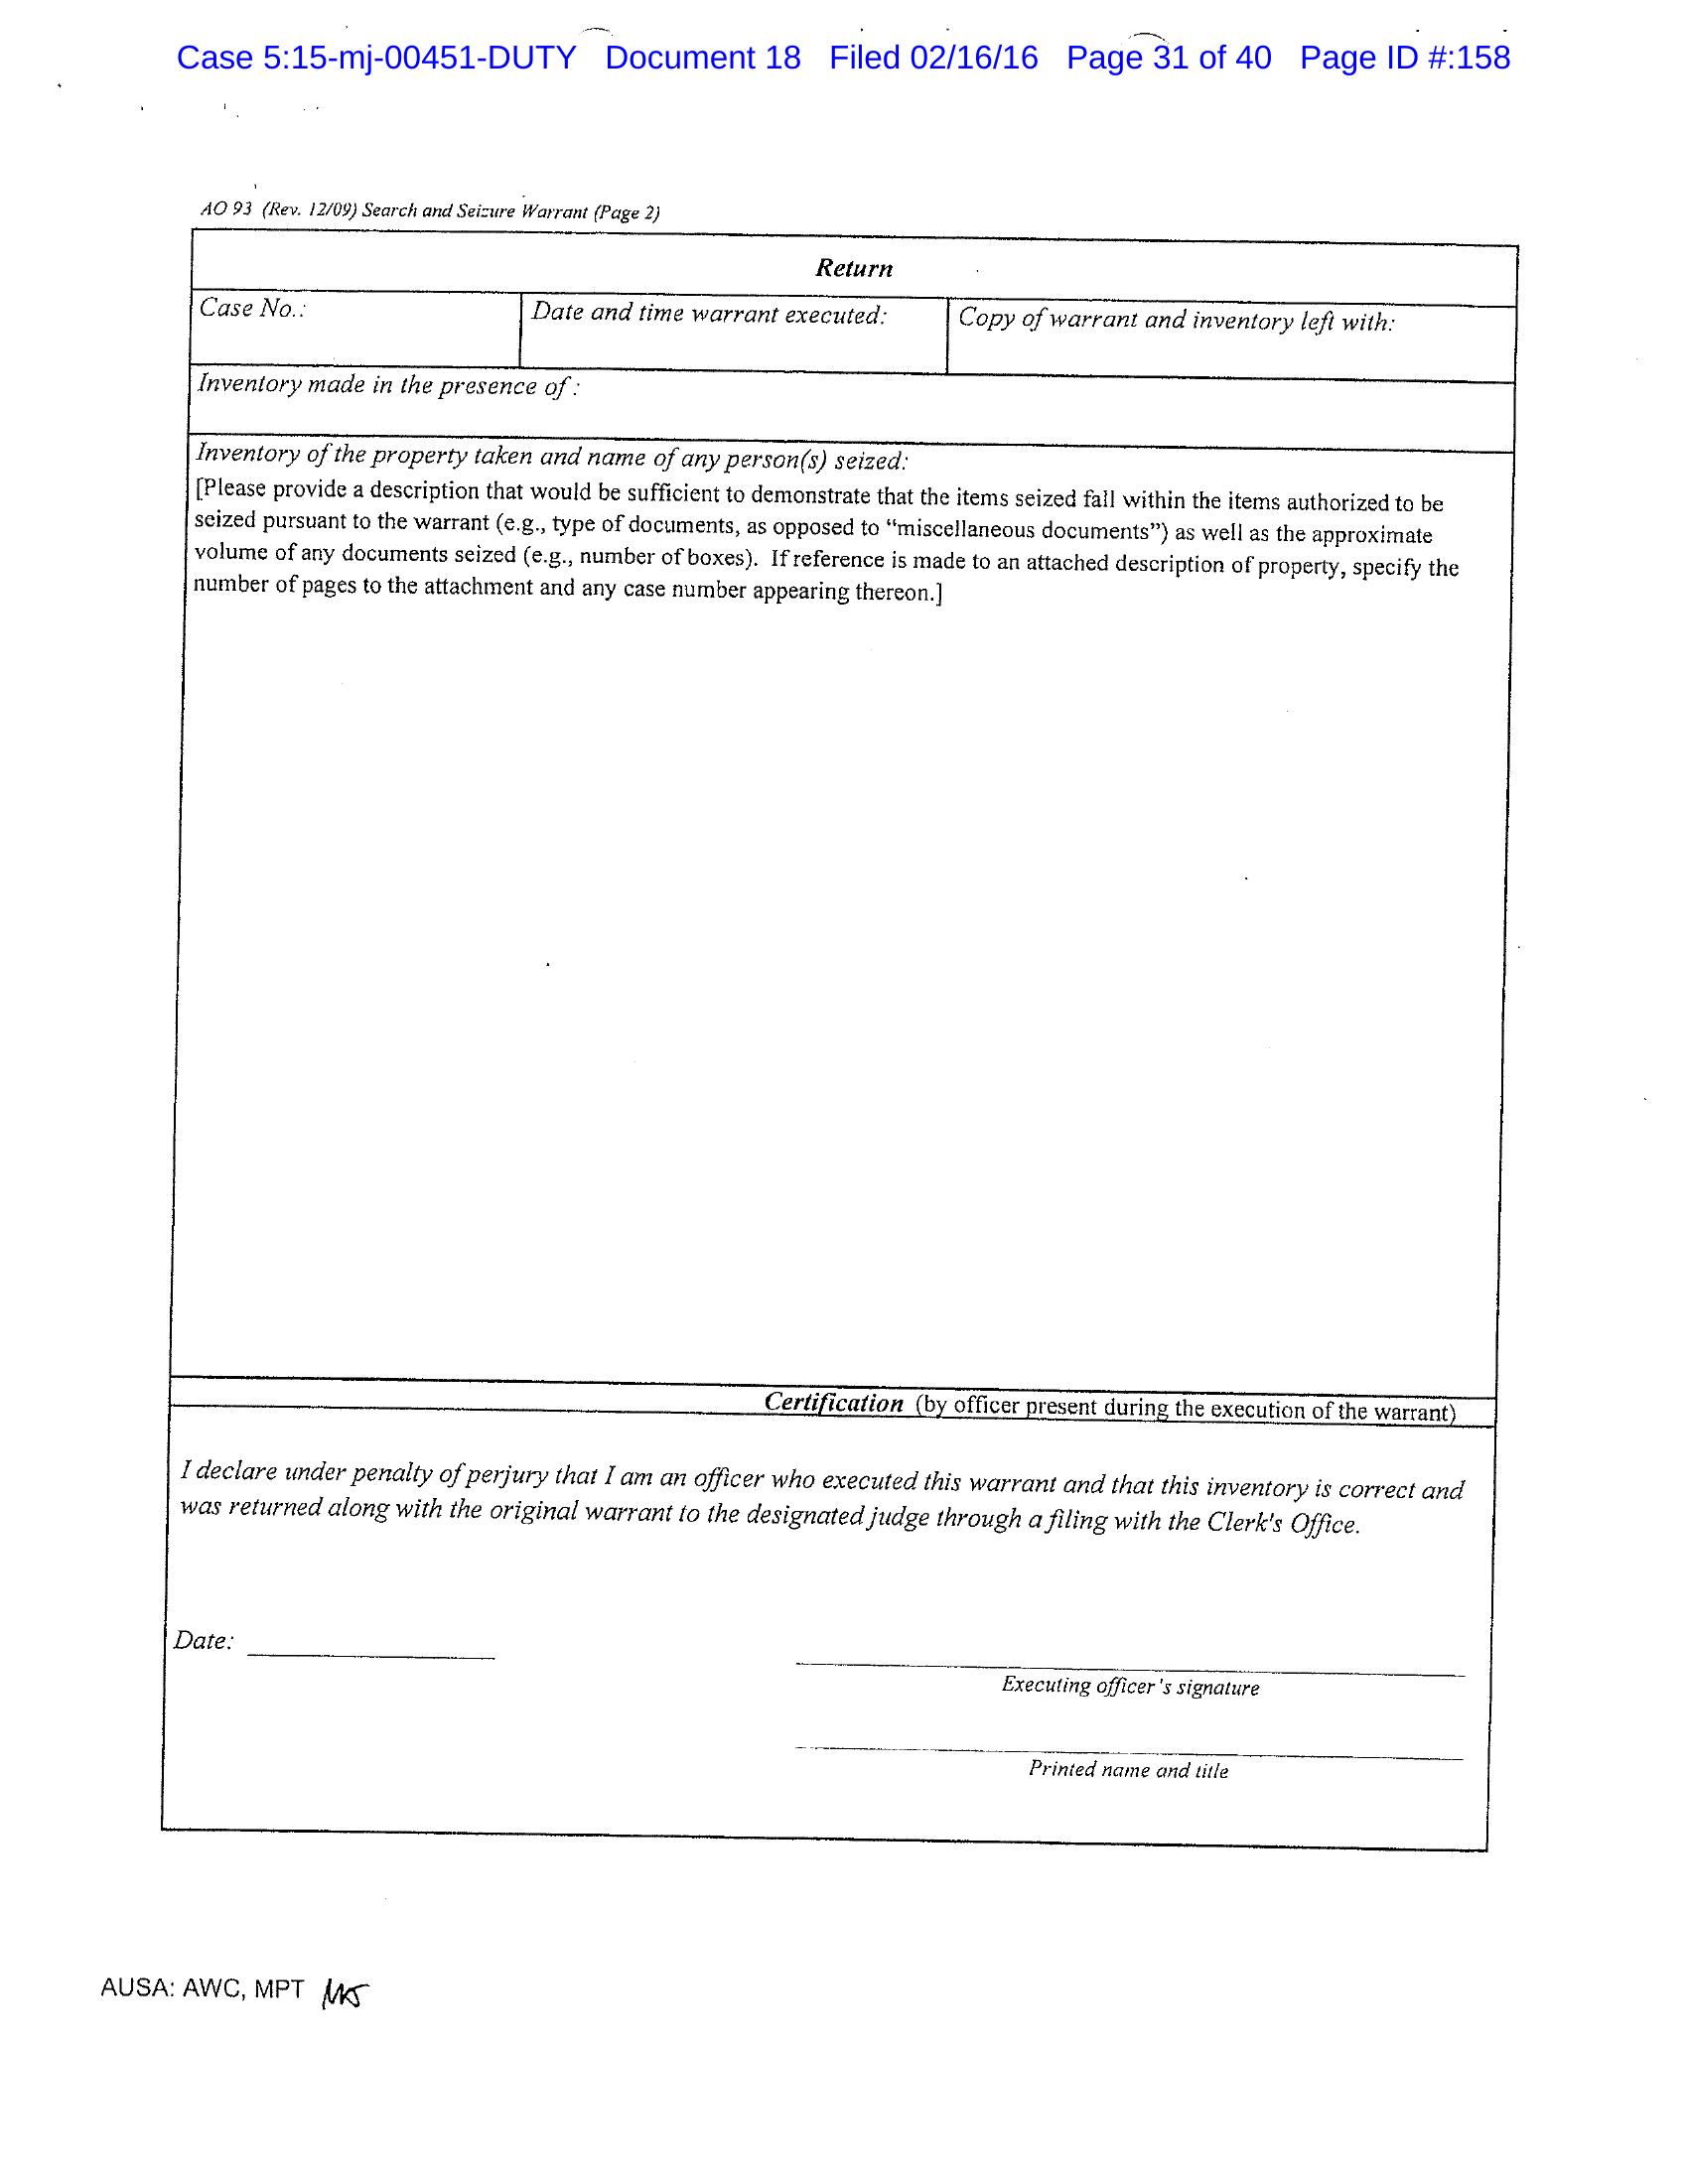 Case 5:15-mj-00451-DUTY Document 18 Filed 02/16/16 Page 31 of 40 Page ID #:158
AO 93 (Rev. 12/09) Search and Seizure Warrant (Page 2)
Return
Case No.:
Date and time warrant executed:
Copy of warrant and inventory left with:
Inventory made in the presence of :
Inventory of the property taken and name of any person(s) seized:
[Please provide a description that would be sufficient to demonstrate that the items seized fall within the items authorized to be
seized pursuant to the warrant (e.g., type of documents, as opposed to “miscellaneous documents”) as well as the approximate
volume of any documents seized (e.g., number of boxes). If reference is made to an attached description of property, specify the
number of pages to the attachment and any case number appearing thereon.]
Certification (by officer present during the execution of the warrant)
I declare under penalty of perjury that I am an officer who executed this warrant and that this inventory is correct and
was returned along with the original warrant to the designated judge through a filing with the Clerk's Office.
Date:
Executing officer's signature
Printed name and title
AUSA: AWC, MPT